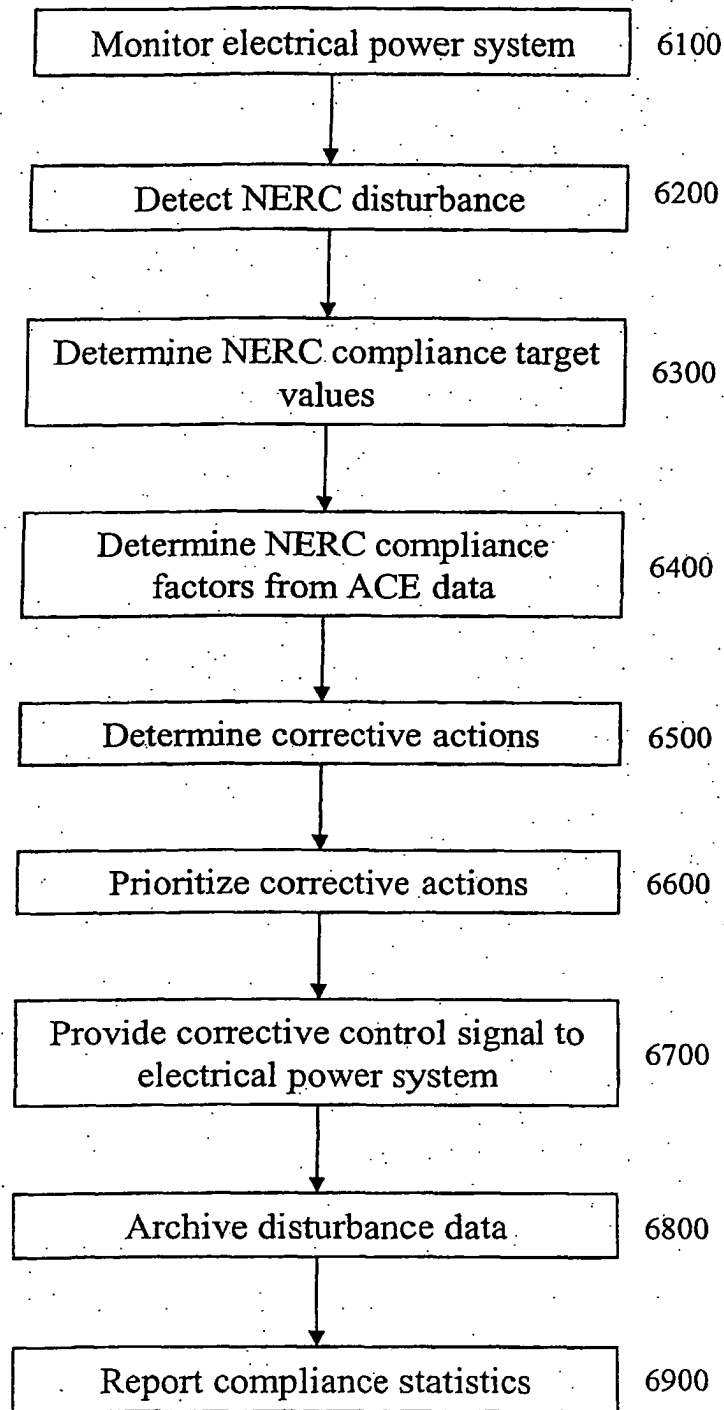 Monitor electrical power system 6100
Detect NERC disturbance 6200
Determine NERC compliance target
values
6300
Determine NERC compliance
factors from ACE data
6400
Determine corrective actions 6500
Prioritize corrective actions 6600
Provide corrective control signal to
electrical power system
6700
Archive disturbance data 6800
Report compliance statistics 6900